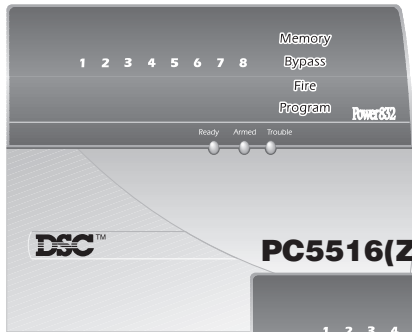 Memory
1 2 3 4 5 6 7 8 Bypass
Fire
Program Power832
Ready Armed Trouble
DSC™
PC5516(Z
1 2 3 4